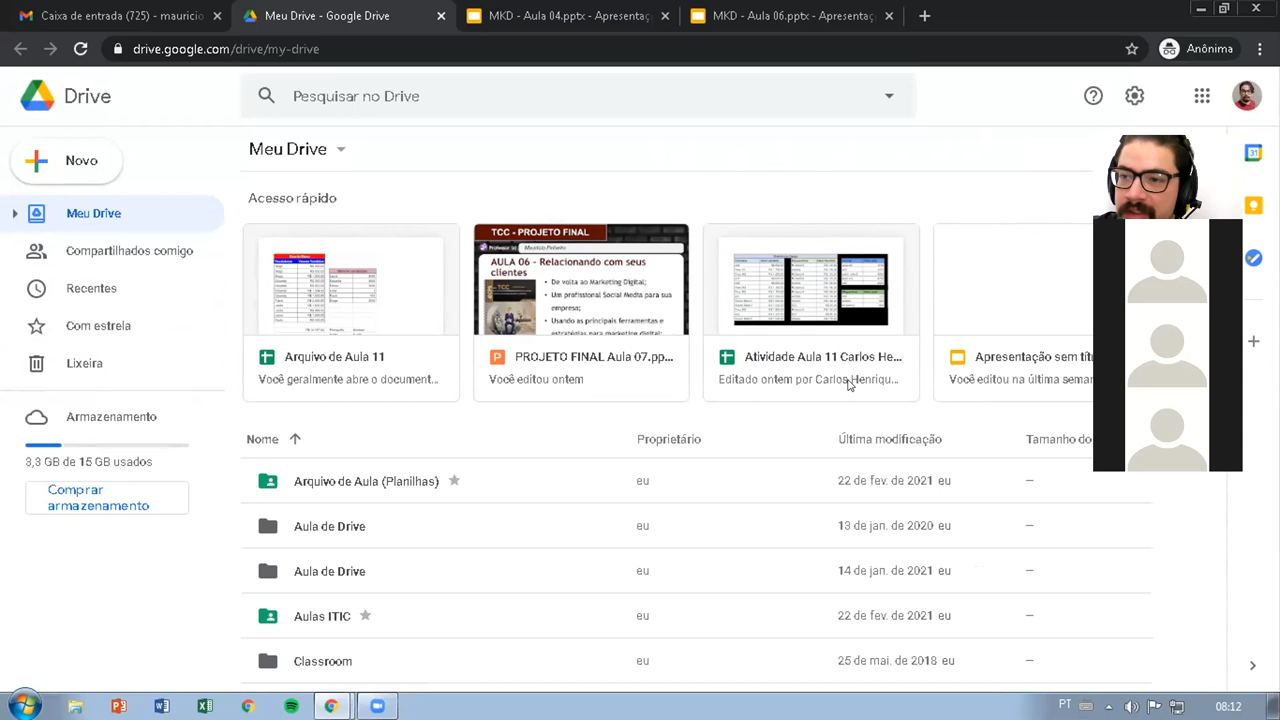 Caixa de entrada (725) - mauricio
Meu Drive - Google Drive
MKD - Aula 04.pptx - Apresentaç
MKD - Aula 06.pptx - Apresentaç
drive.google.com/drive/my-drive
Anônima
Drive
Pesquisar no Drive
Novo
Meu Drive
Acesso rápido
Meu Drive
Compartilhados comigo
Recentes
Com estrela
Lixeira
Armazenamento
3,3 GB de 15 GB usados
Comprar
armazenamento
TCC - PROJETO FINAL
AULA 06 - Relacionando com seus
clientes
De volta ao Marketing Digital;
Um profissional Social Media para sua
empresa;
Usando as principais ferramentas e
estratégias para marketing digital;
TCC
31
Arquivo de Aula 11
Você geralmente abre o document...
PROJETO FINAL Aula 07.pp...
Você editou ontem
Atividade Aula 11 Carlos He...
Editado ontem por Carlos Henriqu...
Apresentação sem tít
Você editou na última seman
Nome
Proprietário
Última modificação
Tamanho do
Arquivo de Aula (Planilhas)
eu
22 de fev. de 2021 eu
—
Aula de Drive
eu
13 de jan. de 2020 eu
—
Aula de Drive
eu
14 de jan. de 2021 eu
—
Aulas ITIC
eu
22 de fev. de 2021 eu
—
Classroom
eu
25 de mai. de 2018 eu
—
PT
08:12